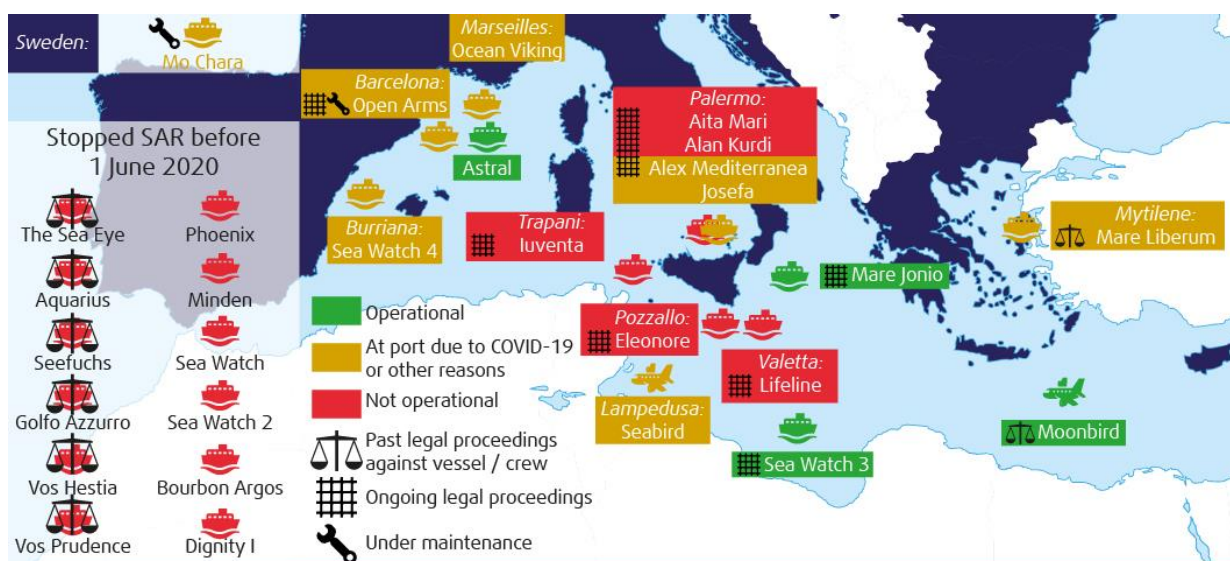 Sweden:
Mo Chara
Marseilles:
Ocean Viking
Barcelona:
Open Arms
Astral
Palermo:
Aita Mari
Alan Kurdi
Alex Mediterranea
Josefa
Stopped SAR before
1 June 2020
The Sea Eye
Phoenix
Aquarius
Minden
Seefuchs
Sea Watch
Golfo Azzurro
Sea Watch 2
Vos Hestia
Bourbon Argos
Vos Prudence
Dignity I
Burriana:
Sea Watch 4
Trapani:
Iuventa
Mytilene:
Mare Liberum
Mare Jonio
Operational
At port due to COVID-19
or other reasons
Not operational
Past legal proceedings
against vessel / crew
Ongoing legal proceedings
Under maintenance
Pozzallo:
Eleonore
Valetta:
Lifeline
Lampedusa:
Seabird
Sea Watch 3
Moonbird